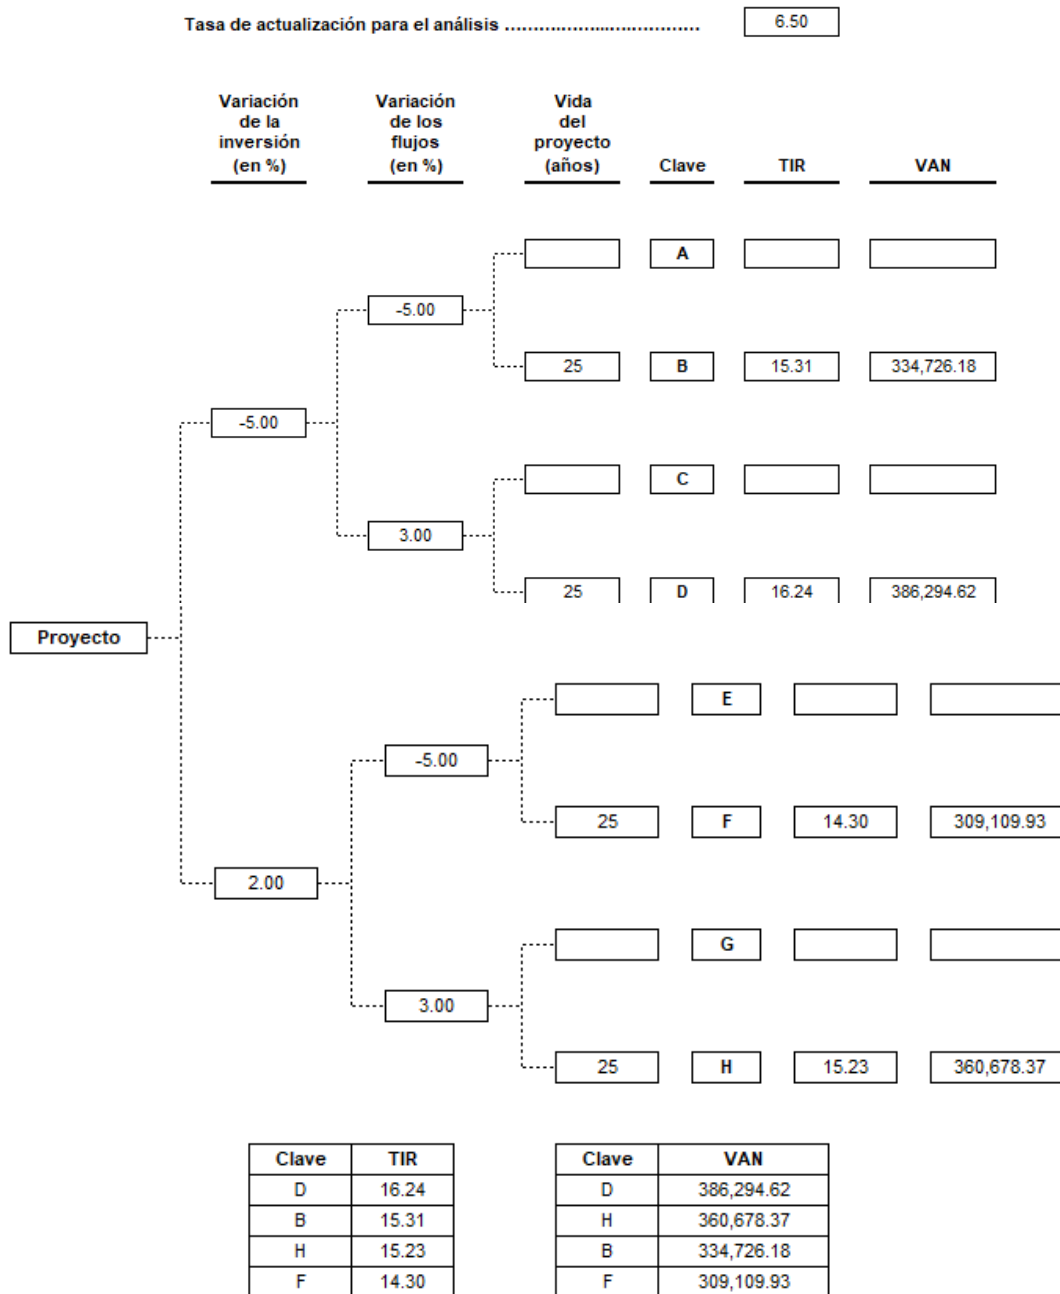 Tasa de actualización para el análisis ................................. 6.50
Variación de la inversión (en %)
Variación de los flujos (en %)
Vida del proyecto (años)
Clave
TIR
VAN
A
-5.00
25 B 15.31 334,726.18
-5.00
C
3.00
25 D 16.24 386,294.62
Proyecto
E
-5.00
25 F 14.30 309,109.93
2.00
G
3.00
25 H 15.23 360,678.37
Clave TIR
D 16.24
B 15.31
H 15.23
F 14.30
Clave VAN
D 386,294.62
H 360,678.37
B 334,726.18
F 309,109.93